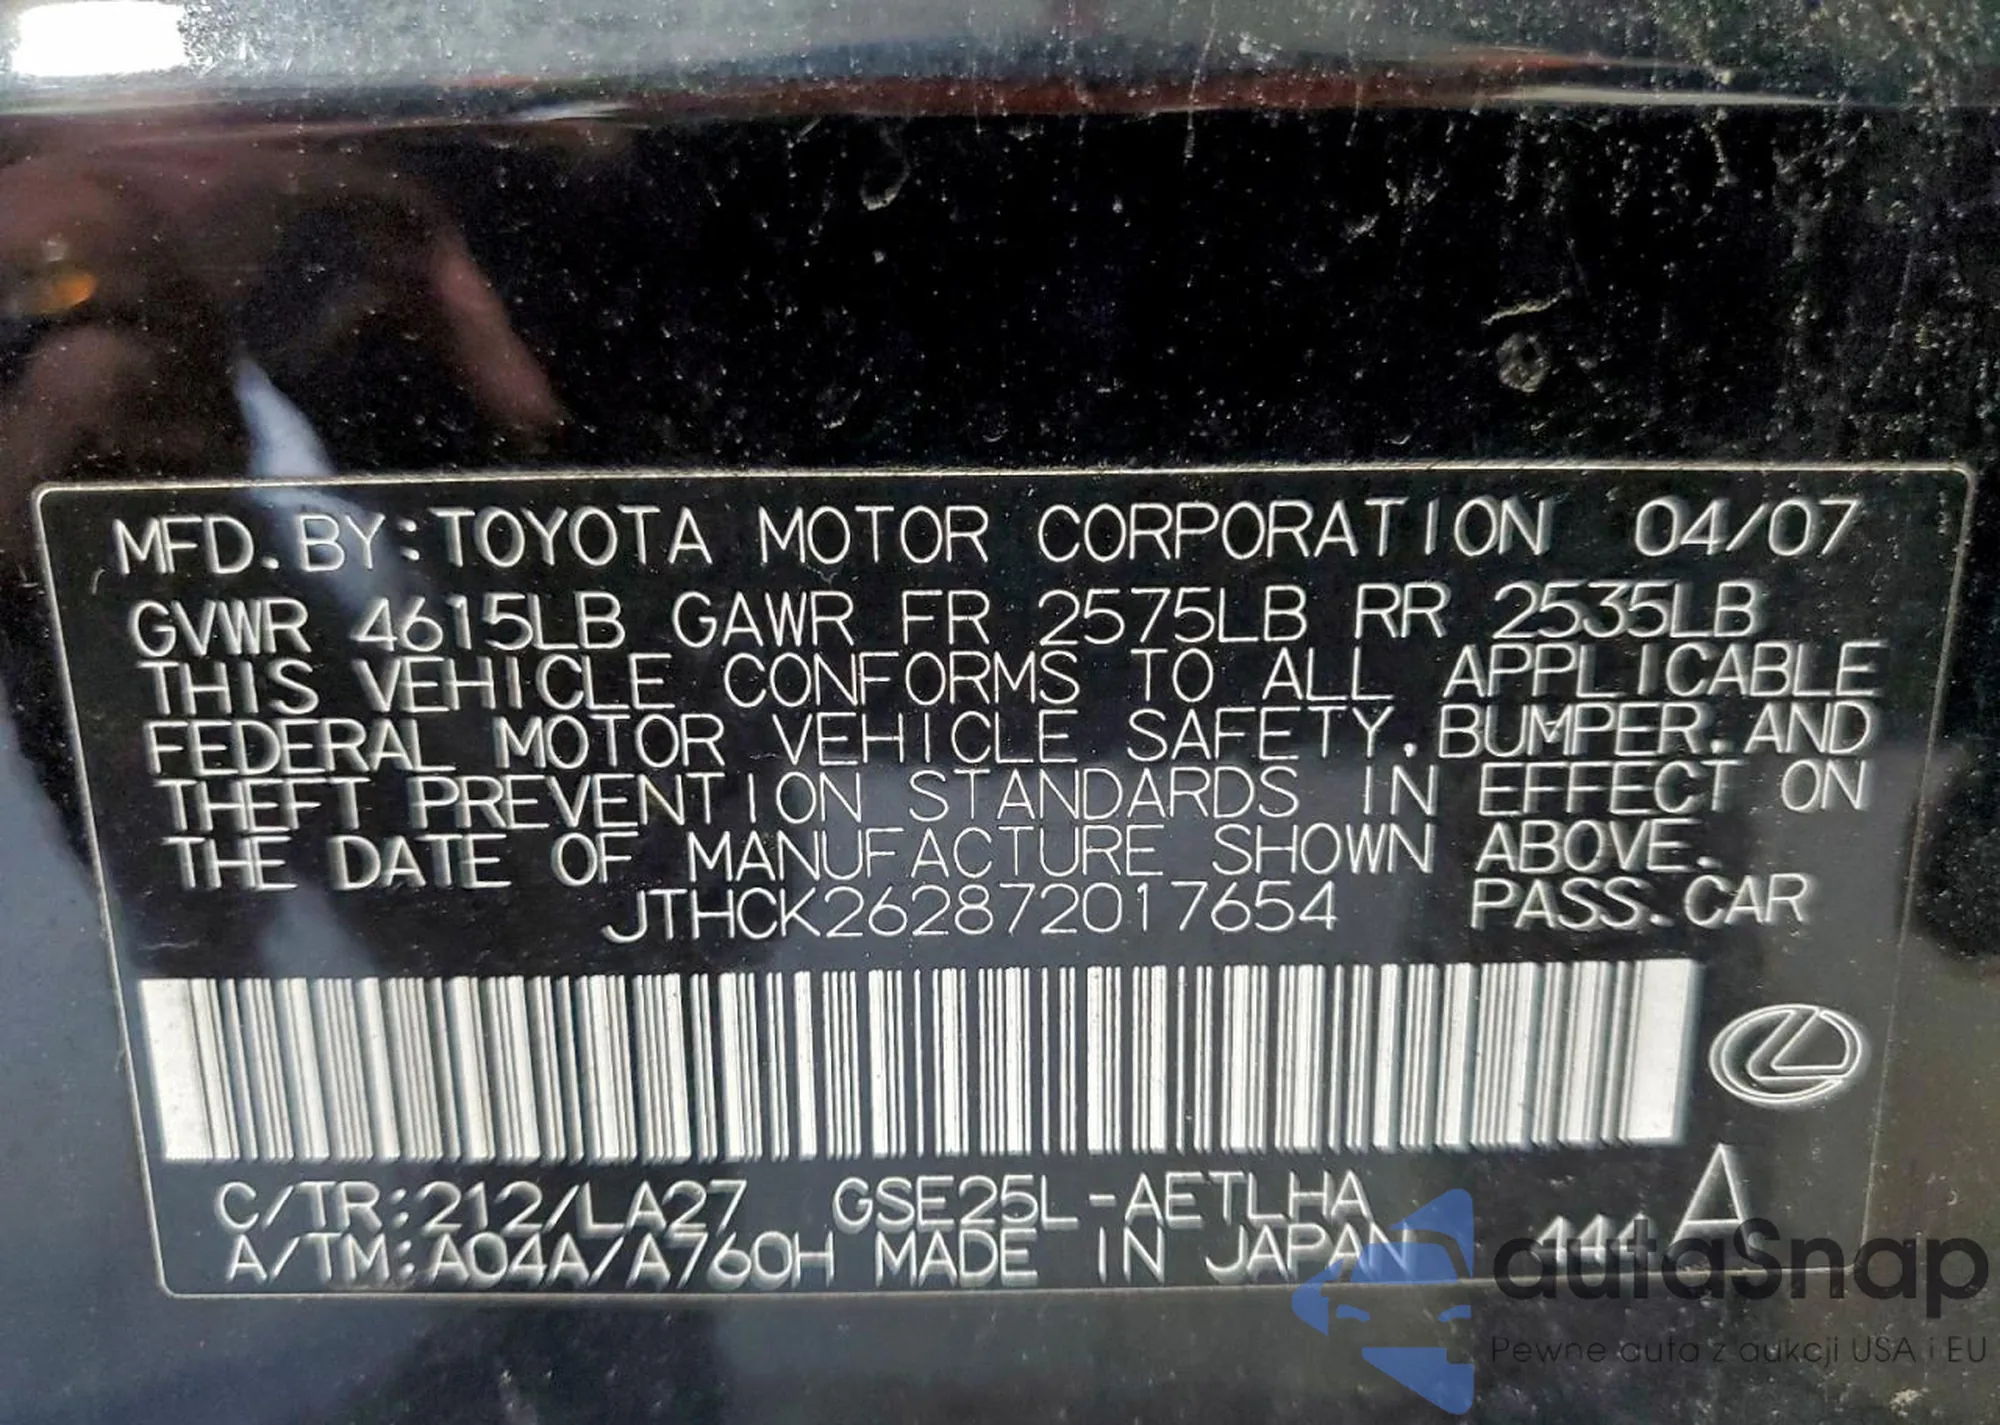 MFD. BY: TOYOTA MOTOR CORPORATION 04/07
GVWR 4615LB GAWR FR 2575LB RR 2535LB
THIS VEHICLE CONFORMS TO ALL APPLICABLE
FEDERAL MOTOR VEHICLE SAFETY, BUMPER, AND
THEFT PREVENTION STANDARDS IN EFFECT ON
THE DATE OF MANUFACTURE SHOWN ABOVE.
JTHCK262872017654 PASS. CAR
C/TR:212/LA27 GSE25L-AETLHA A
A/TM:A04A/A760H MADE IN JAPAN
autaSnap
Pewne auta z aukcji USA i EU